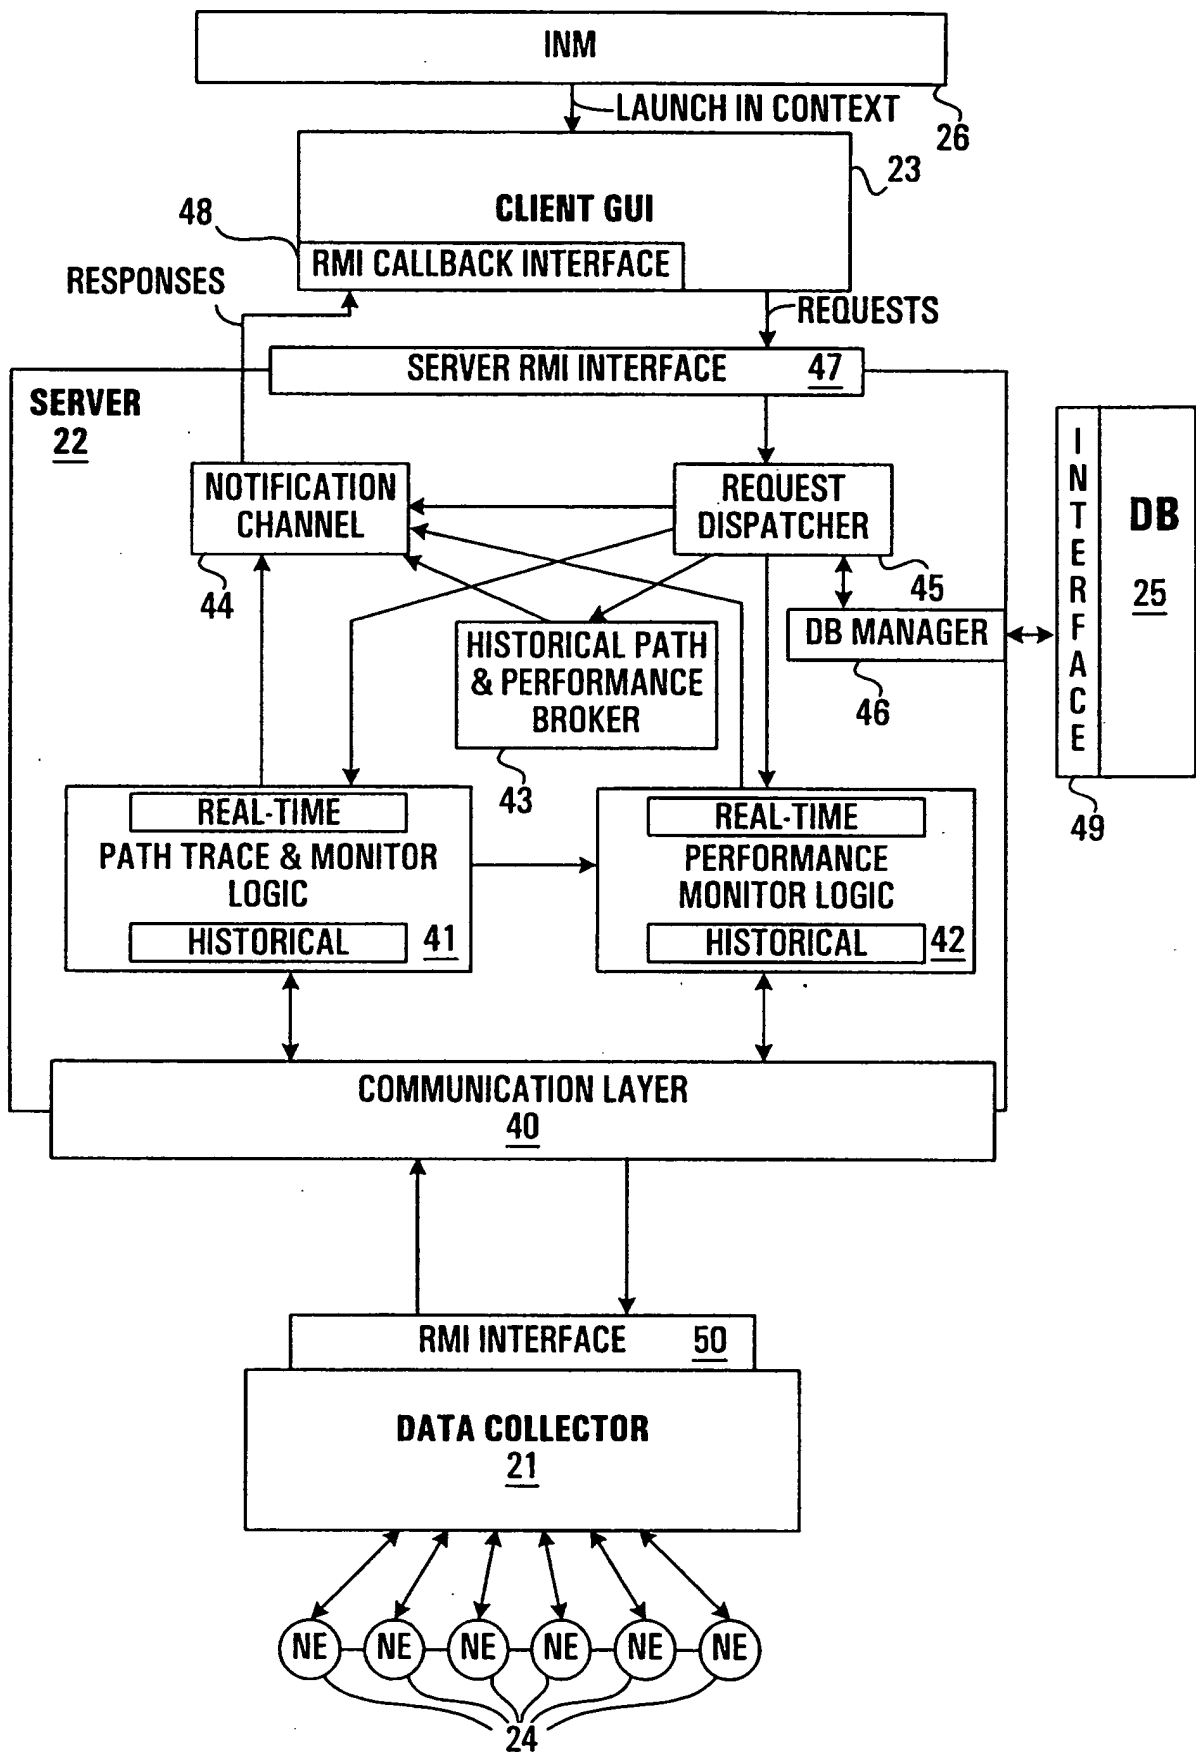 INM
LAUNCH IN CONTEXT
26
23
CLIENT GUI
48
RMI CALLBACK INTERFACE
RESPONSES
REQUESTS
SERVER RMI INTERFACE 47
SERVER
22
NOTIFICATION
CHANNEL
44
REQUEST
DISPATCHER
45
INTERFACE
DB
25
49
DB MANAGER
46
HISTORICAL PATH
& PERFORMANCE
BROKER
43
REAL-TIME
PATH TRACE & MONITOR
LOGIC
HISTORICAL
41
REAL-TIME
PERFORMANCE
MONITOR LOGIC
HISTORICAL
42
COMMUNICATION LAYER
40
RMI INTERFACE 50
DATA COLLECTOR
21
NE NE NE NE NE NE
24